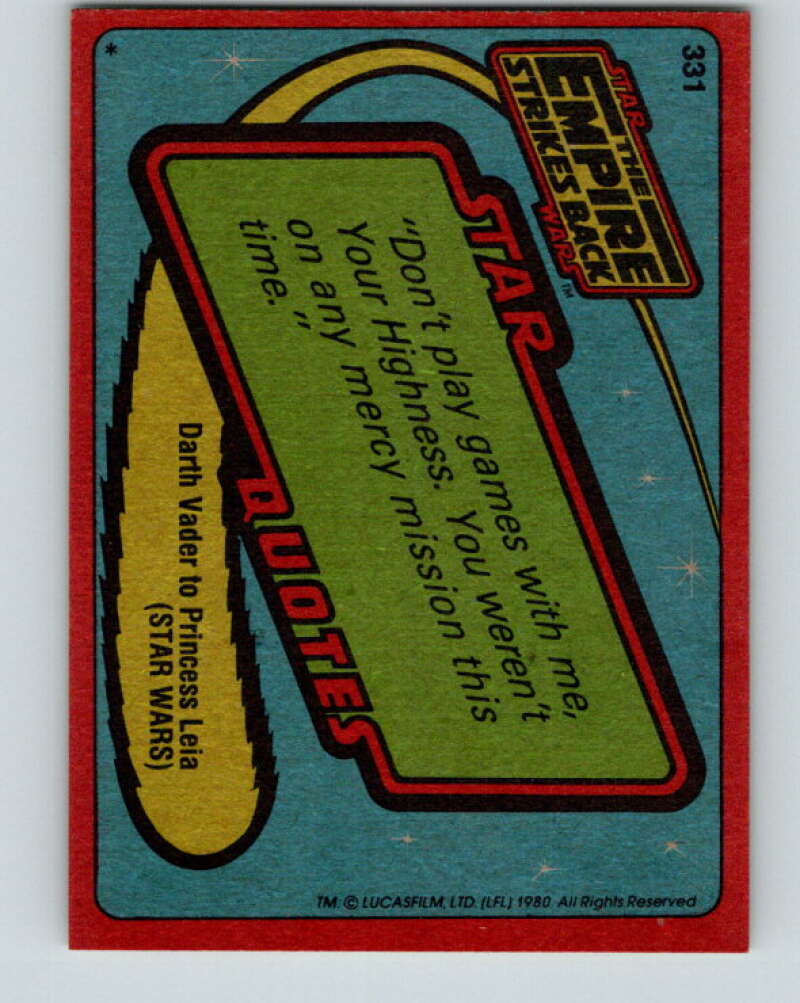 331
STAR
THE
EMPIRE
STRIKES BACK
WARS™
STAR
"Don't play games with me,
Your Highness. You weren't
on any mercy mission this
time."
QUOTES
Darth Vader to Princess Leia
(STAR WARS)
*
TM: © LUCASFILM, LTD. (LFL) 1980 All Rights Reserved